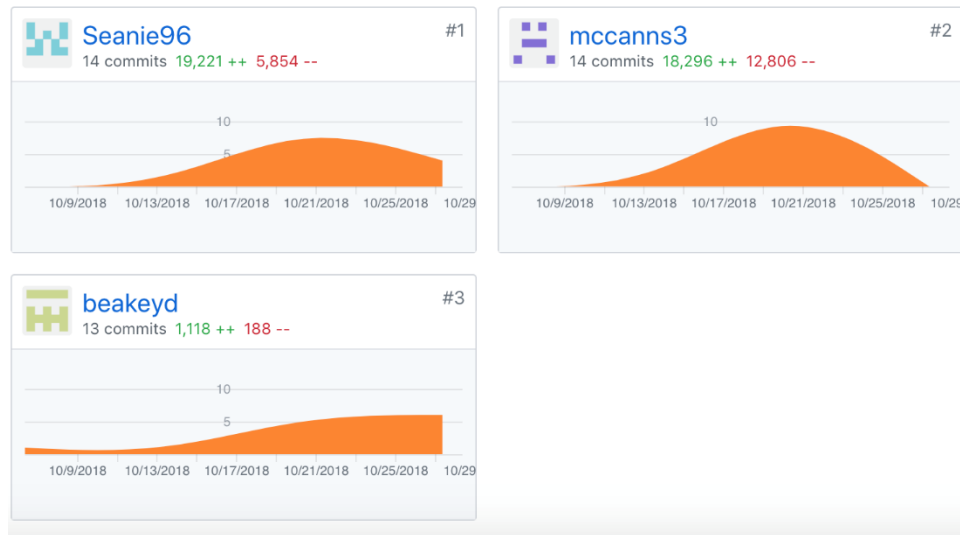 Seanie96
#1
14 commits 19,221 ++ 5,854 --
10
5
10/9/2018 10/13/2018 10/17/2018 10/21/2018 10/25/2018 10/29
mccanns3
#2
14 commits 18,296 ++ 12,806 --
10
10/9/2018 10/13/2018 10/17/2018 10/21/2018 10/25/2018 10/29
beakeyd
#3
13 commits 1,118 ++ 188 --
10
5
10/9/2018 10/13/2018 10/17/2018 10/21/2018 10/25/2018 10/29